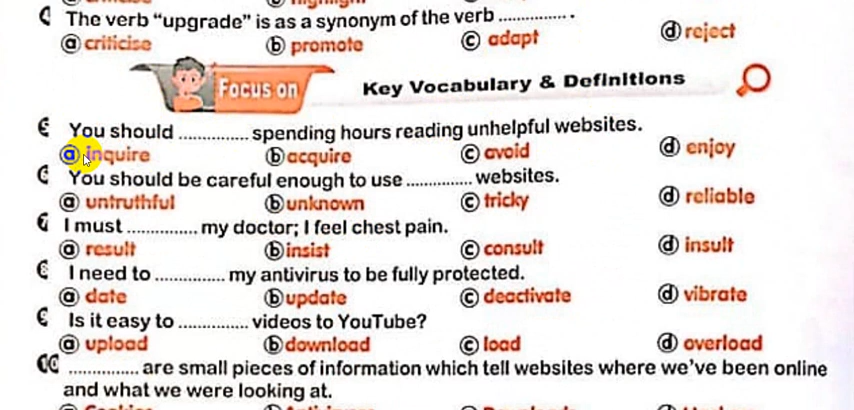 The verb “upgrade” is as a synonym of the verb .............. .
ⓐ criticise ⓑ promote ⓒ adapt ⓓ reject
Focus on Key Vocabulary & Definitions
You should .............. spending hours reading unhelpful websites.
ⓐ inquire ⓑ acquire ⓒ avoid ⓓ enjoy
You should be careful enough to use .............. websites.
ⓐ untruthful ⓑ unknown ⓒ tricky ⓓ reliable
I must .............. my doctor; I feel chest pain.
ⓐ result ⓑ insist ⓒ consult ⓓ insult
I need to .............. my antivirus to be fully protected.
ⓐ date ⓑ update ⓒ deactivate ⓓ vibrate
Is it easy to .............. videos to YouTube?
ⓐ upload ⓑ download ⓒ load ⓓ overload
.............. are small pieces of information which tell websites where we’ve been online
and what we were looking at.